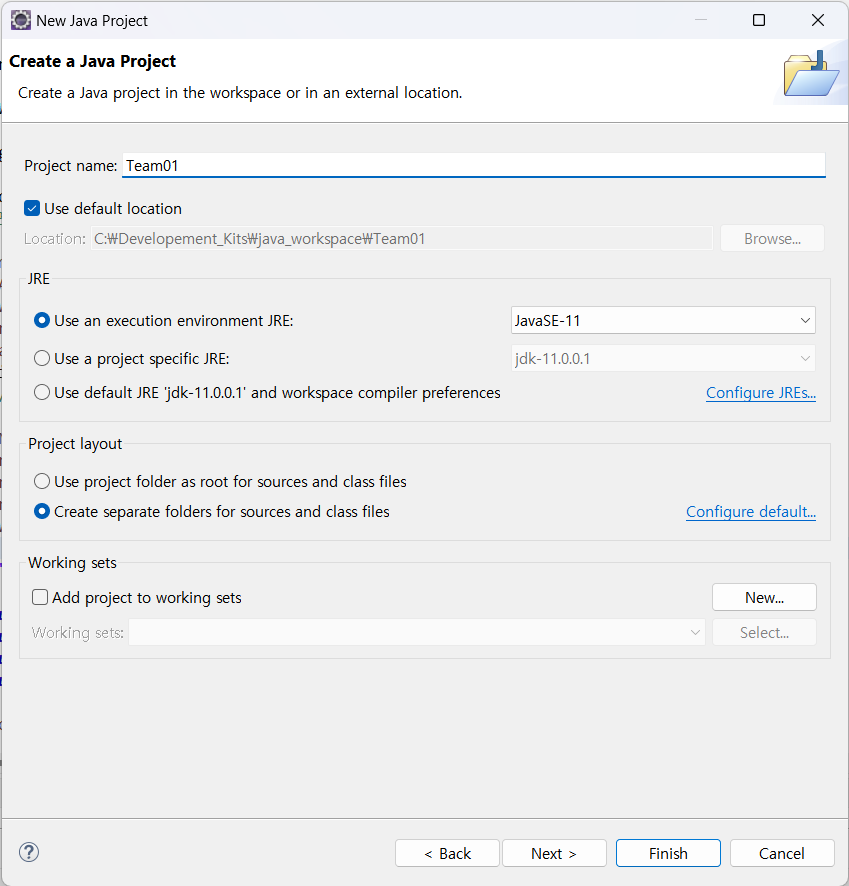 New Java Project
Create a Java Project
Create a Java project in the workspace or in an external location.
Project name: Team01
Use default location
Location: C:₩Developement_Kits₩java_workspace₩Team01 Browse...
JRE
Use an execution environment JRE: JavaSE-11
Use a project specific JRE: jdk-11.0.0.1
Use default JRE 'jdk-11.0.0.1' and workspace compiler preferences Configure JREs...
Project layout
Use project folder as root for sources and class files
Create separate folders for sources and class files Configure default...
Working sets
Add project to working sets New...
Working sets: Select...
? < Back Next > Finish Cancel